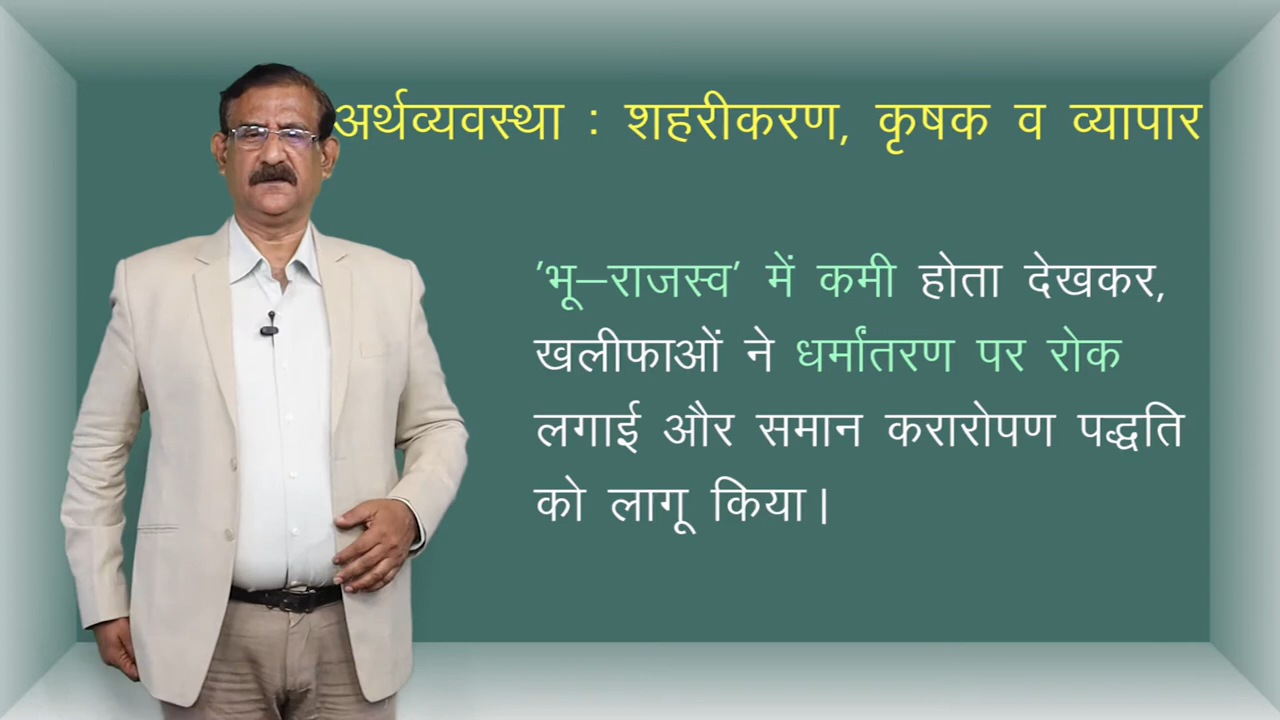 अर्थव्यवस्था : शहरीकरण, कृषक व व्यापार
'भू–राजस्व' में कमी होता देखकर,
खलीफाओं ने धर्मांतरण पर रोक
लगाई और समान करारोपण पद्धति
को लागू किया।